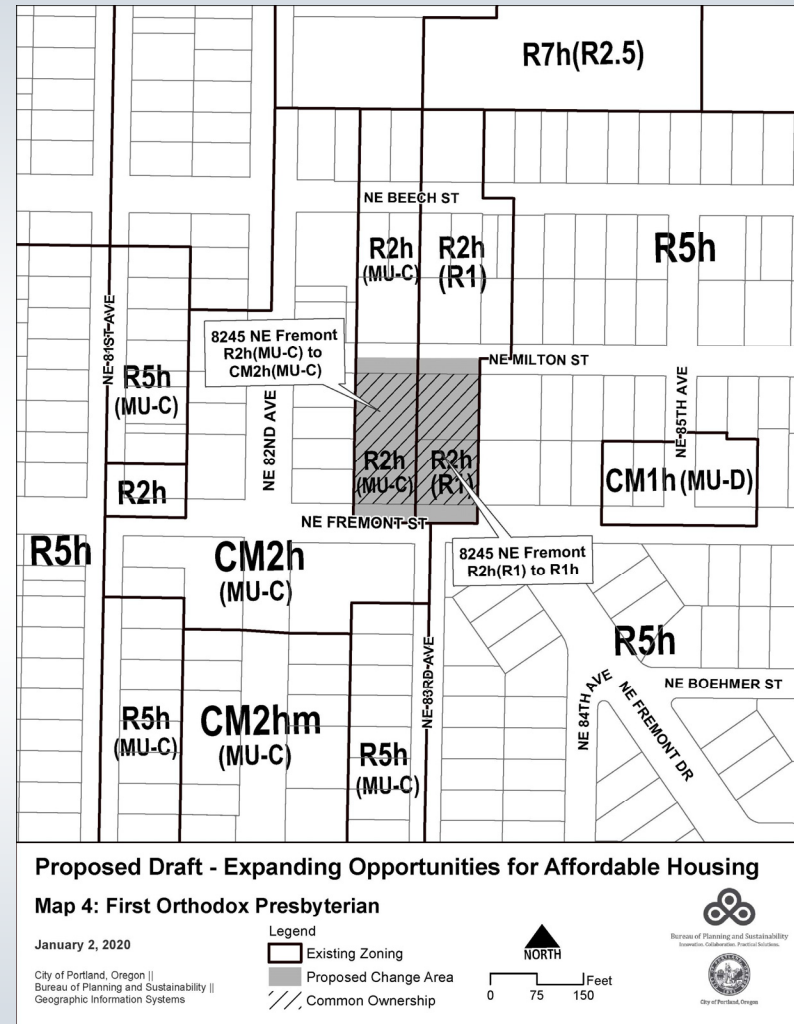 R7h(R2.5)
NE BEECH ST
R2h
(MU-C)
R2h
(R1)
R5h
NE 81ST AVE
8245 NE Fremont
R2h(MU-C) to
CM2h(MU-C)
NE MILTON ST
R5h
(MU-C)
NE 82ND AVE
NE 85TH AVE
R2h
(MU-C)
R2h
(R1)
CM1h (MU-D)
R2h
NE FREMONT ST
R5h
CM2h
(MU-C)
8245 NE Fremont
R2h(R1) to R1h
R5h
NE 83RD AVE
NE BOEHMER ST
NE 84TH AVE
NE FREMONT DR
R5h
(MU-C)
CM2hm
(MU-C)
R5h
(MU-C)
Proposed Draft - Expanding Opportunities for Affordable Housing
Map 4: First Orthodox Presbyterian
January 2, 2020
City of Portland, Oregon ||
Bureau of Planning and Sustainability ||
Geographic Information Systems
Legend
Existing Zoning
Proposed Change Area
Common Ownership
NORTH
Feet
0 75 150
Bureau of Planning and Sustainability
Innovation. Collaboration. Practical Solutions.
City of Portland, Oregon